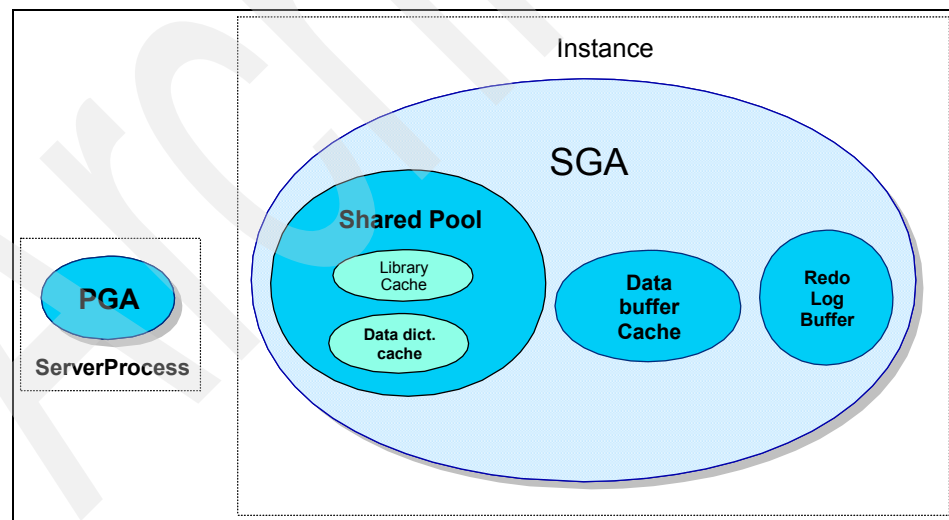 Instance
SGA
Shared Pool
Library
Cache
Data dict.
cache
Data
buffer
Cache
Redo
Log
Buffer
PGA
ServerProcess